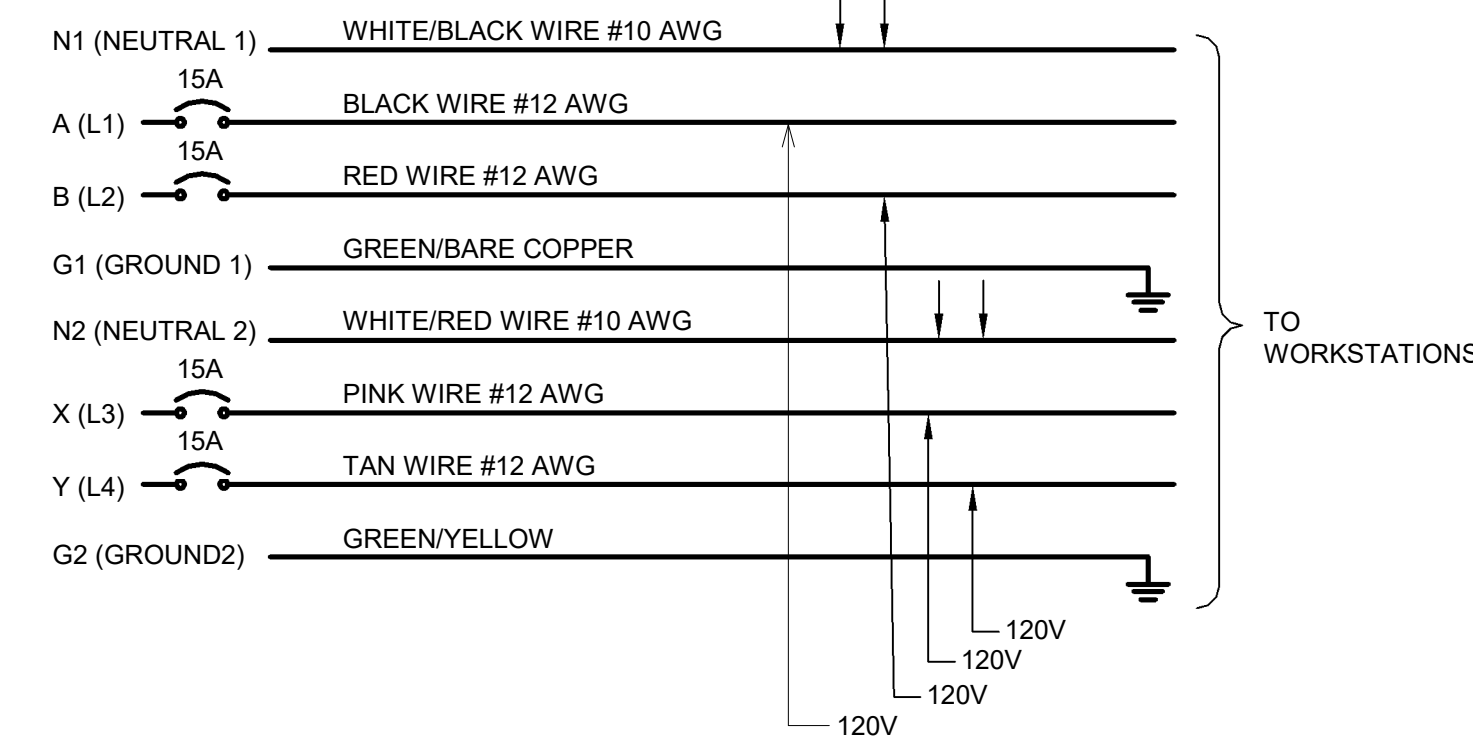 N1 (NEUTRAL 1) WHITE/BLACK WIRE #10 AWG
15A
A (L1) BLACK WIRE #12 AWG
15A
B (L2) RED WIRE #12 AWG
G1 (GROUND 1) GREEN/BARE COPPER
N2 (NEUTRAL 2) WHITE/RED WIRE #10 AWG
TO
WORKSTATIONS
15A
X (L3) PINK WIRE #12 AWG
15A
Y (L4) TAN WIRE #12 AWG
G2 (GROUND2) GREEN/YELLOW
120V
120V
120V
120V